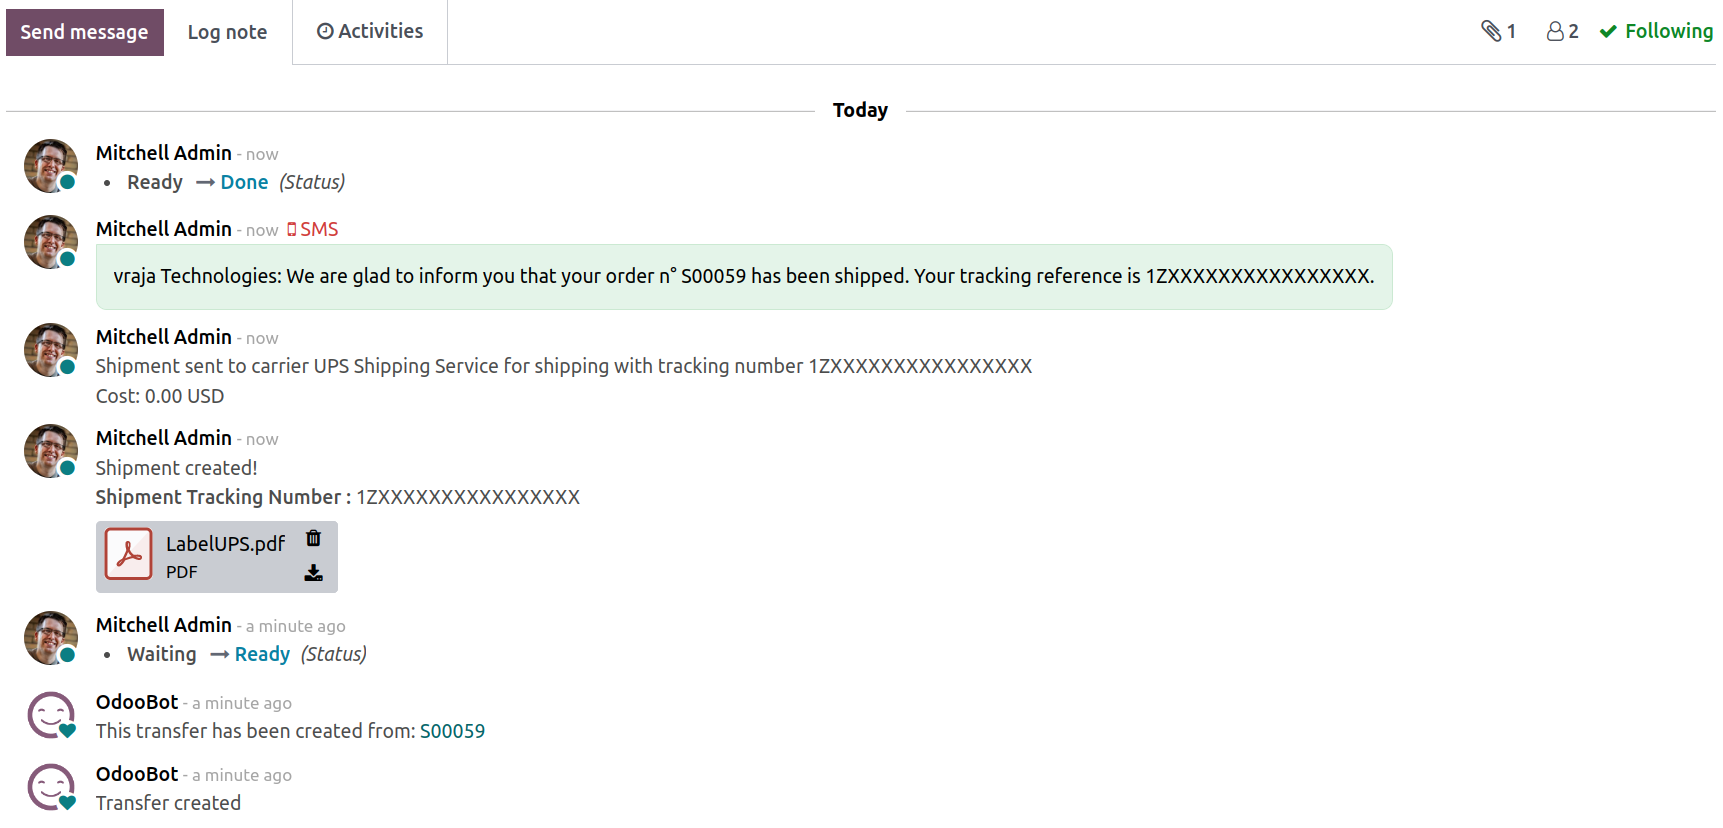 Send message Log note Activities 1 2 Following
Today
Mitchell Admin - now
• Ready → Done (Status)
Mitchell Admin - now SMS
vraja Technologies: We are glad to inform you that your order n° S00059 has been shipped. Your tracking reference is 1ZXXXXXXXXXXXXXXXX.
Mitchell Admin - now
Shipment sent to carrier UPS Shipping Service for shipping with tracking number 1ZXXXXXXXXXXXXXXXX
Cost: 0.00 USD
Mitchell Admin - now
Shipment created!
Shipment Tracking Number : 1ZXXXXXXXXXXXXXXXX
LabelUPS.pdf
PDF
Mitchell Admin - a minute ago
• Waiting → Ready (Status)
OdooBot - a minute ago
This transfer has been created from: S00059
OdooBot - a minute ago
Transfer created